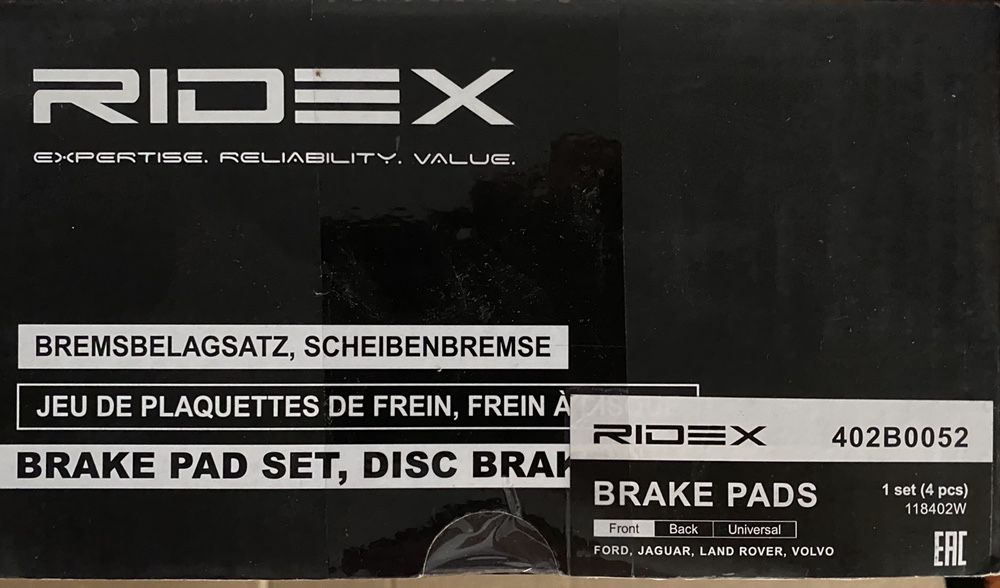 RIDEX
EXPERTISE. RELIABILITY. VALUE.
BREMSBELAGSATZ, SCHEIBENBREMSE
JEU DE PLAQUETTES DE FREIN, FREIN À DISQUE
BRAKE PAD SET, DISC BRAK
RIDEX 402B0052
BRAKE PADS 1 set (4 pcs)
118402W
Front Back Universal
FORD, JAGUAR, LAND ROVER, VOLVO
EAC